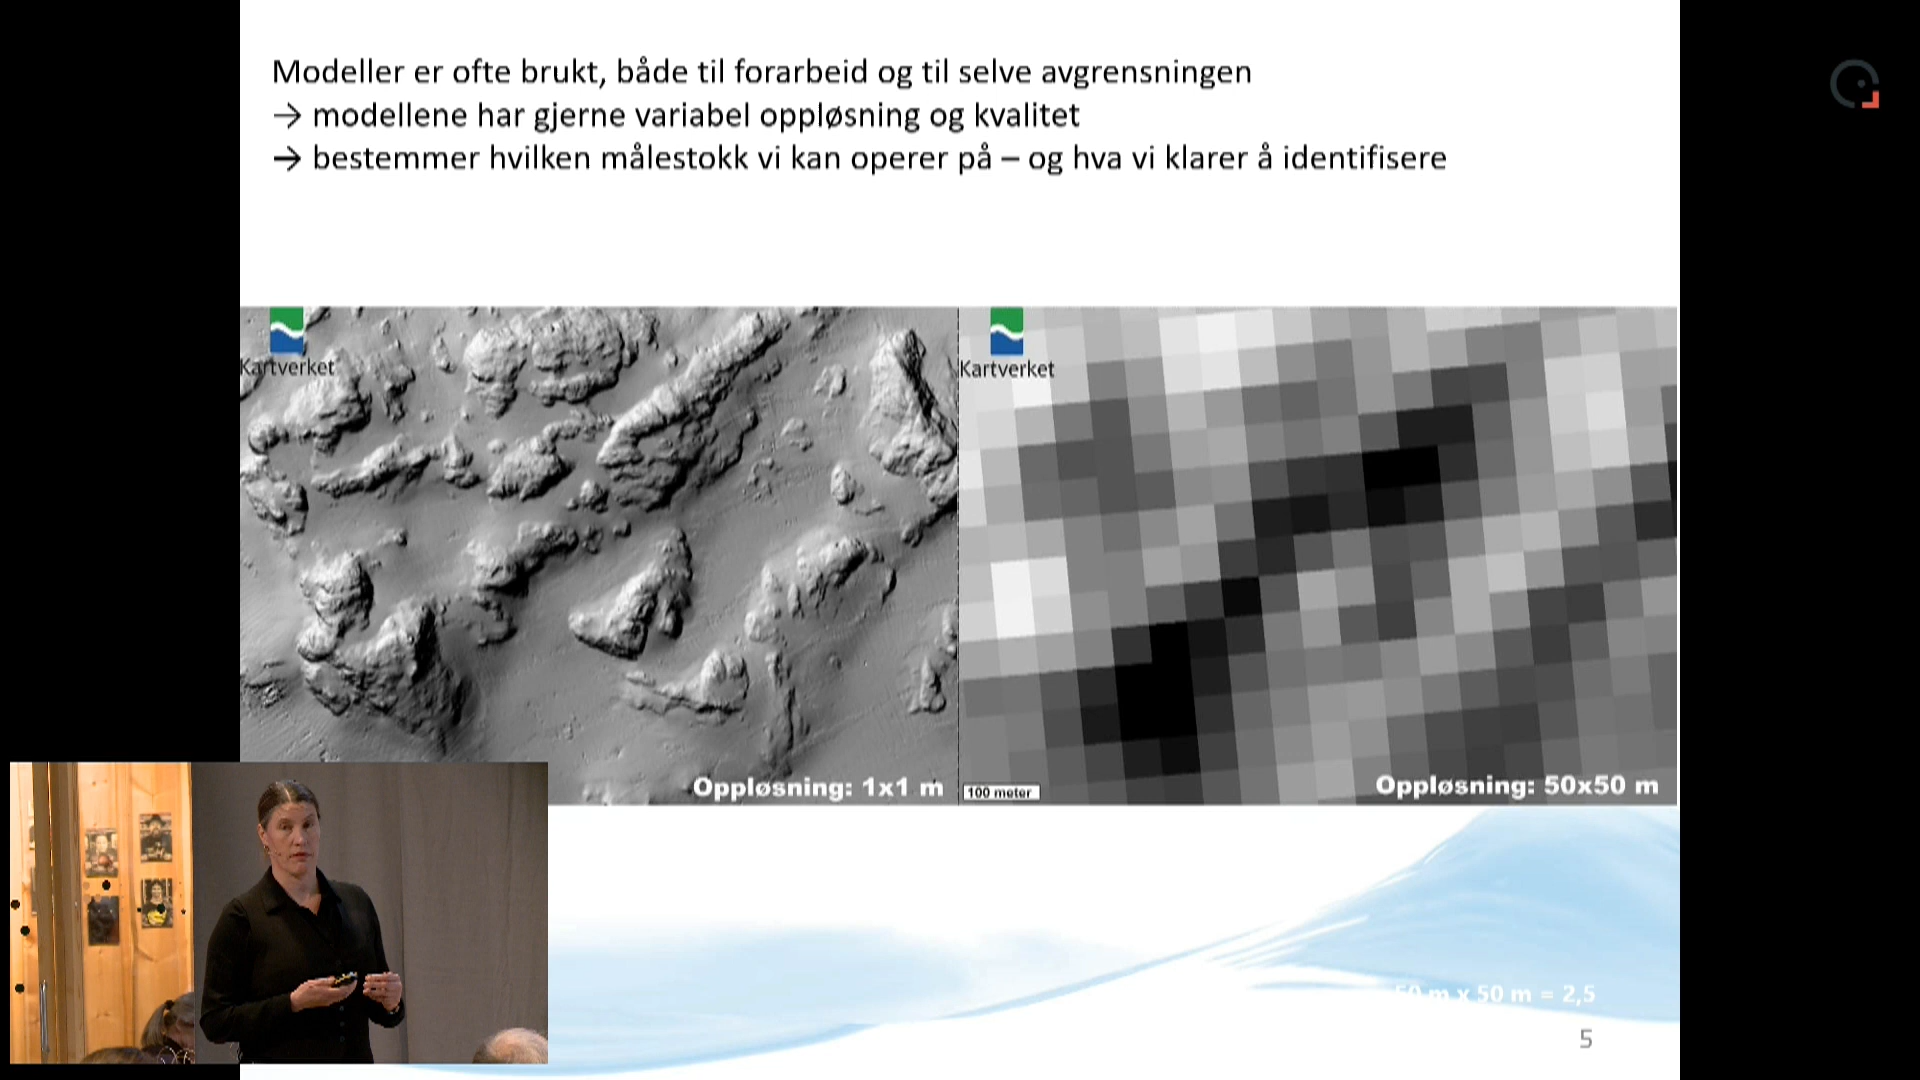 Modeller er ofte brukt, både til forarbeid og til selve avgrensningen
→ modellene har gjerne variabel oppløsning og kvalitet
→ bestemmer hvilken målestokk vi kan operer på – og hva vi klarer å identifisere
Kartverket
Kartverket
Oppløsning: 1x1 m
100 meter
Oppløsning: 50x50 m
50 m x 50 m = 2,5
5